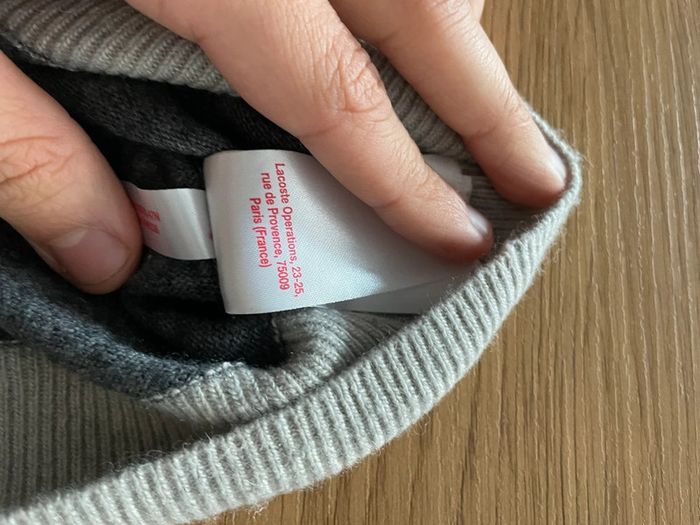 Lacoste Operations, 23-25,
rue de Provence, 75009
Paris (France)